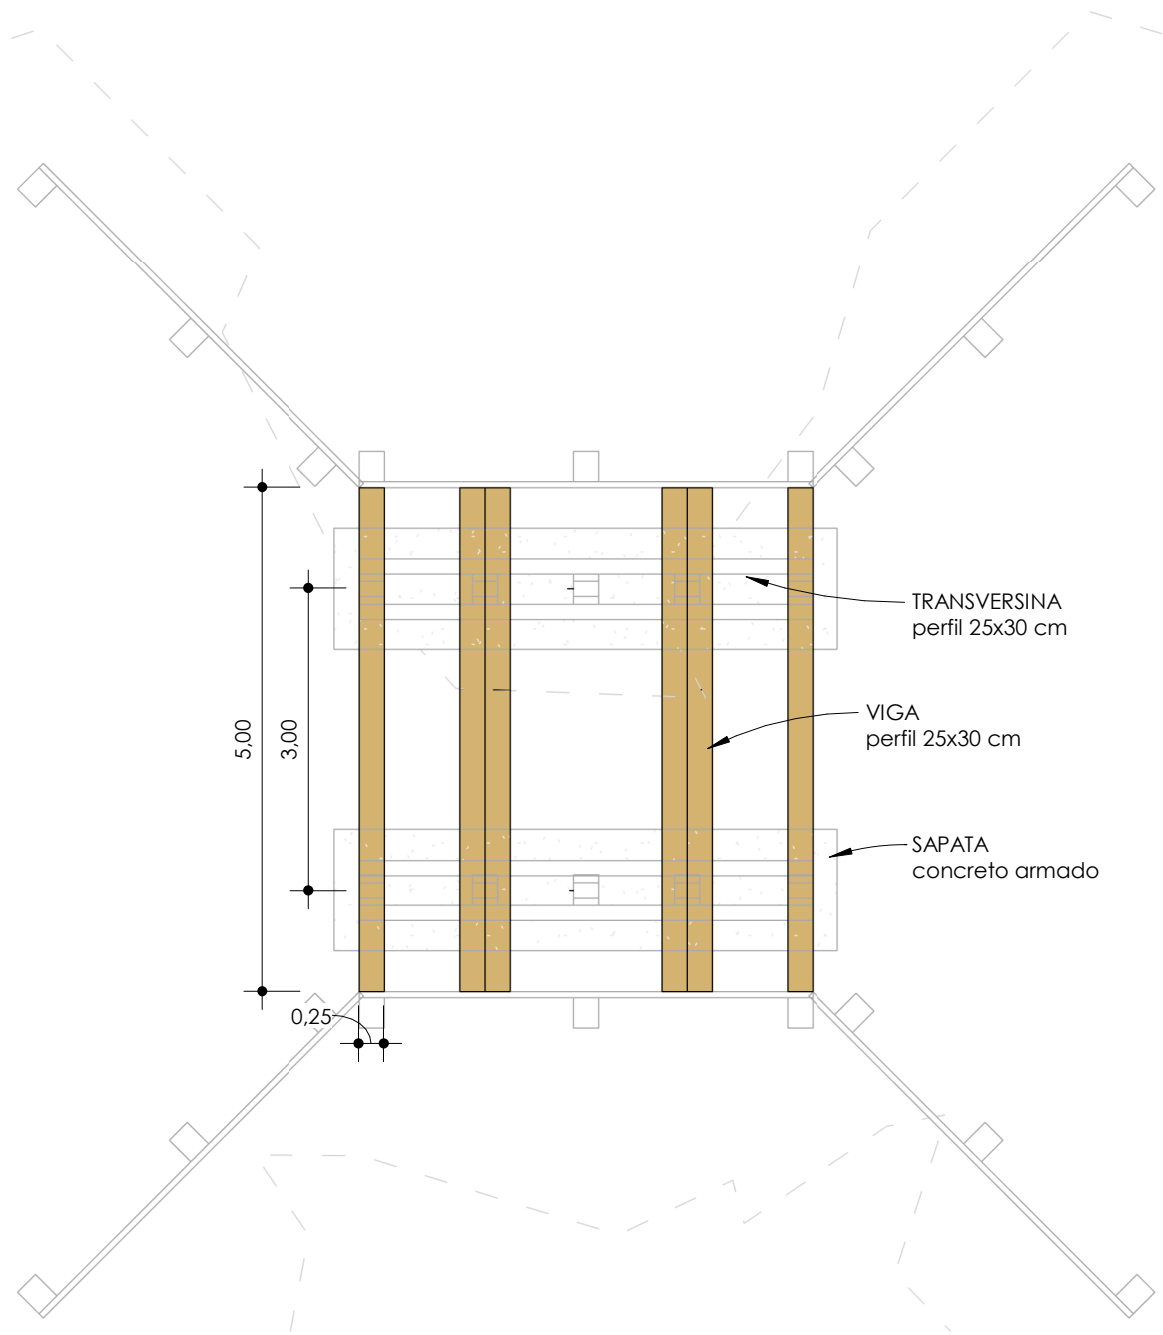 TRANSVERSINA
perfil 25x30 cm
VIGA
perfil 25x30 cm
5,00
3,00
SAPATA
concreto armado
0,25